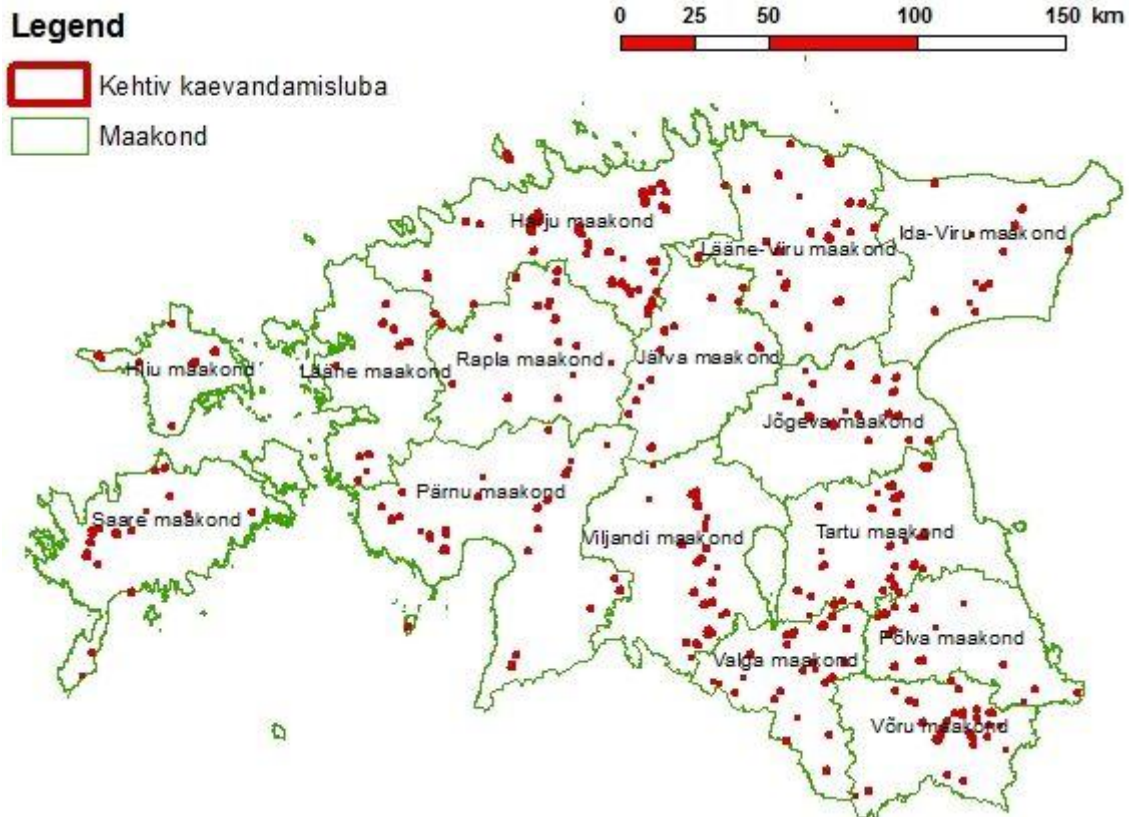 Legend
Kehtiv kaevandamisluba
Maakond
0 25 50 100 150 km
Harju maakond
Lääne-Viru maakond
Ida-Viru maakond
Hiiu maakond
Lääne maakond
Rapla maakond
Järva maakond
Jõgeva maakond
Saare maakond
Pärnu maakond
Viljandi maakond
Tartu maakond
Põlva maakond
Valga maakond
Võru maakond